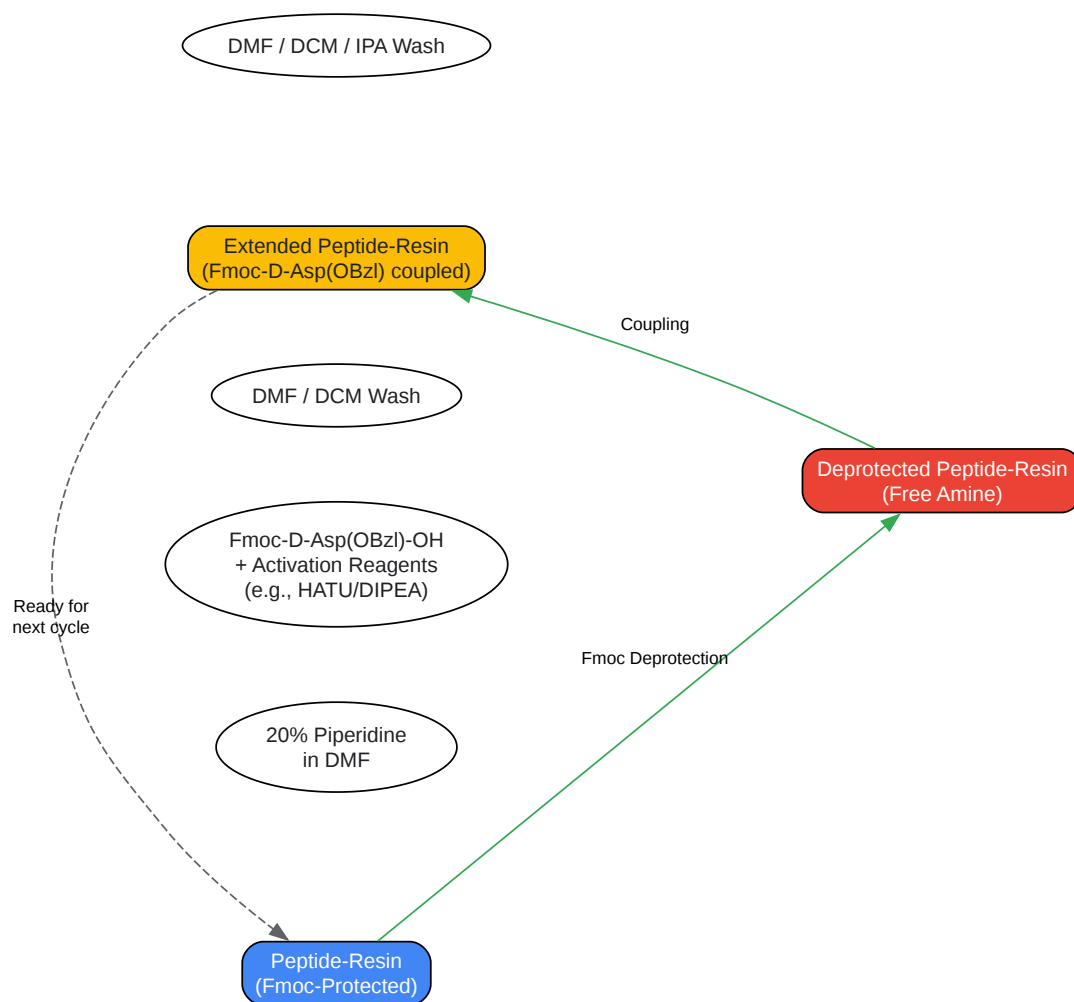 DMF / DCM / IPA Wash
Extended Peptide-Resin
(Fmoc-D-Asp(OBzl) coupled)
Coupling
DMF / DCM Wash
Deprotected Peptide-Resin
(Free Amine)
Fmoc-D-Asp(OBzl)-OH
+ Activation Reagents
(e.g., HATU/DIPEA)
Ready for
next cycle
Fmoc Deprotection
20% Piperidine
in DMF
Peptide-Resin
(Fmoc-Protected)